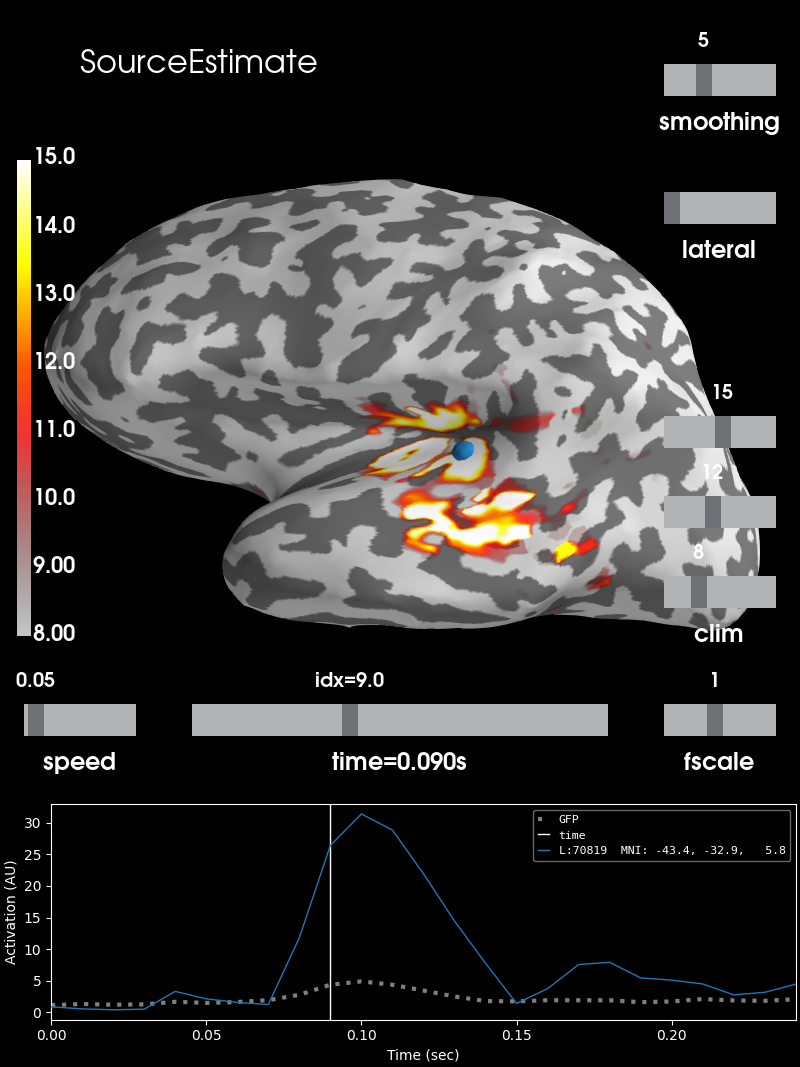 SourceEstimate
5
smoothing
lateral
15.0
14.0
13.0
12.0
11.0
10.0
9.00
8.00
15
12
8
clim
0.05
speed
idx=9.0
time=0.090s
1
fscale
GFP
time
L:70819  MNI: -43.4, -32.9,   5.8
Activation (AU)
30
25
20
15
10
5
0
0.00
0.05
0.10
0.15
0.20
Time (sec)